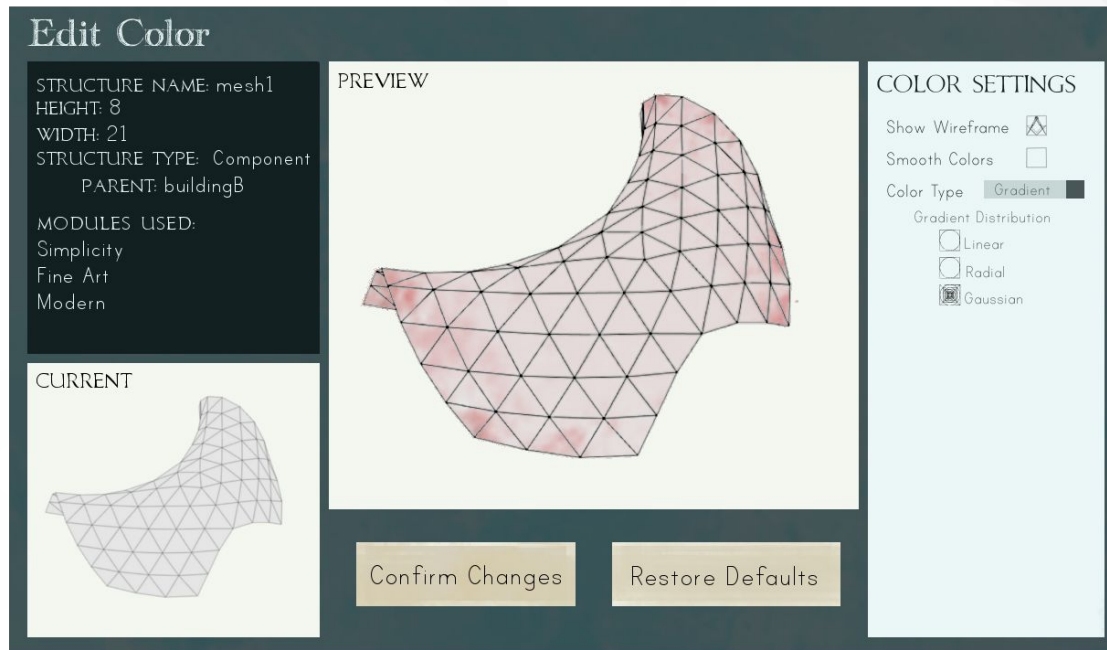 Edit Color
STRUCTURE NAME: mesh1
HEIGHT: 8
WIDTH: 21
STRUCTURE TYPE: Component
PARENT: buildingB
MODULES USED:
Simplicity
Fine Art
Modern
CURRENT
PREVIEW
Confirm Changes
Restore Defaults
COLOR SETTINGS
Show Wireframe
Smooth Colors
Color Type Gradient
Gradient Distribution
Linear
Radial
Gaussian